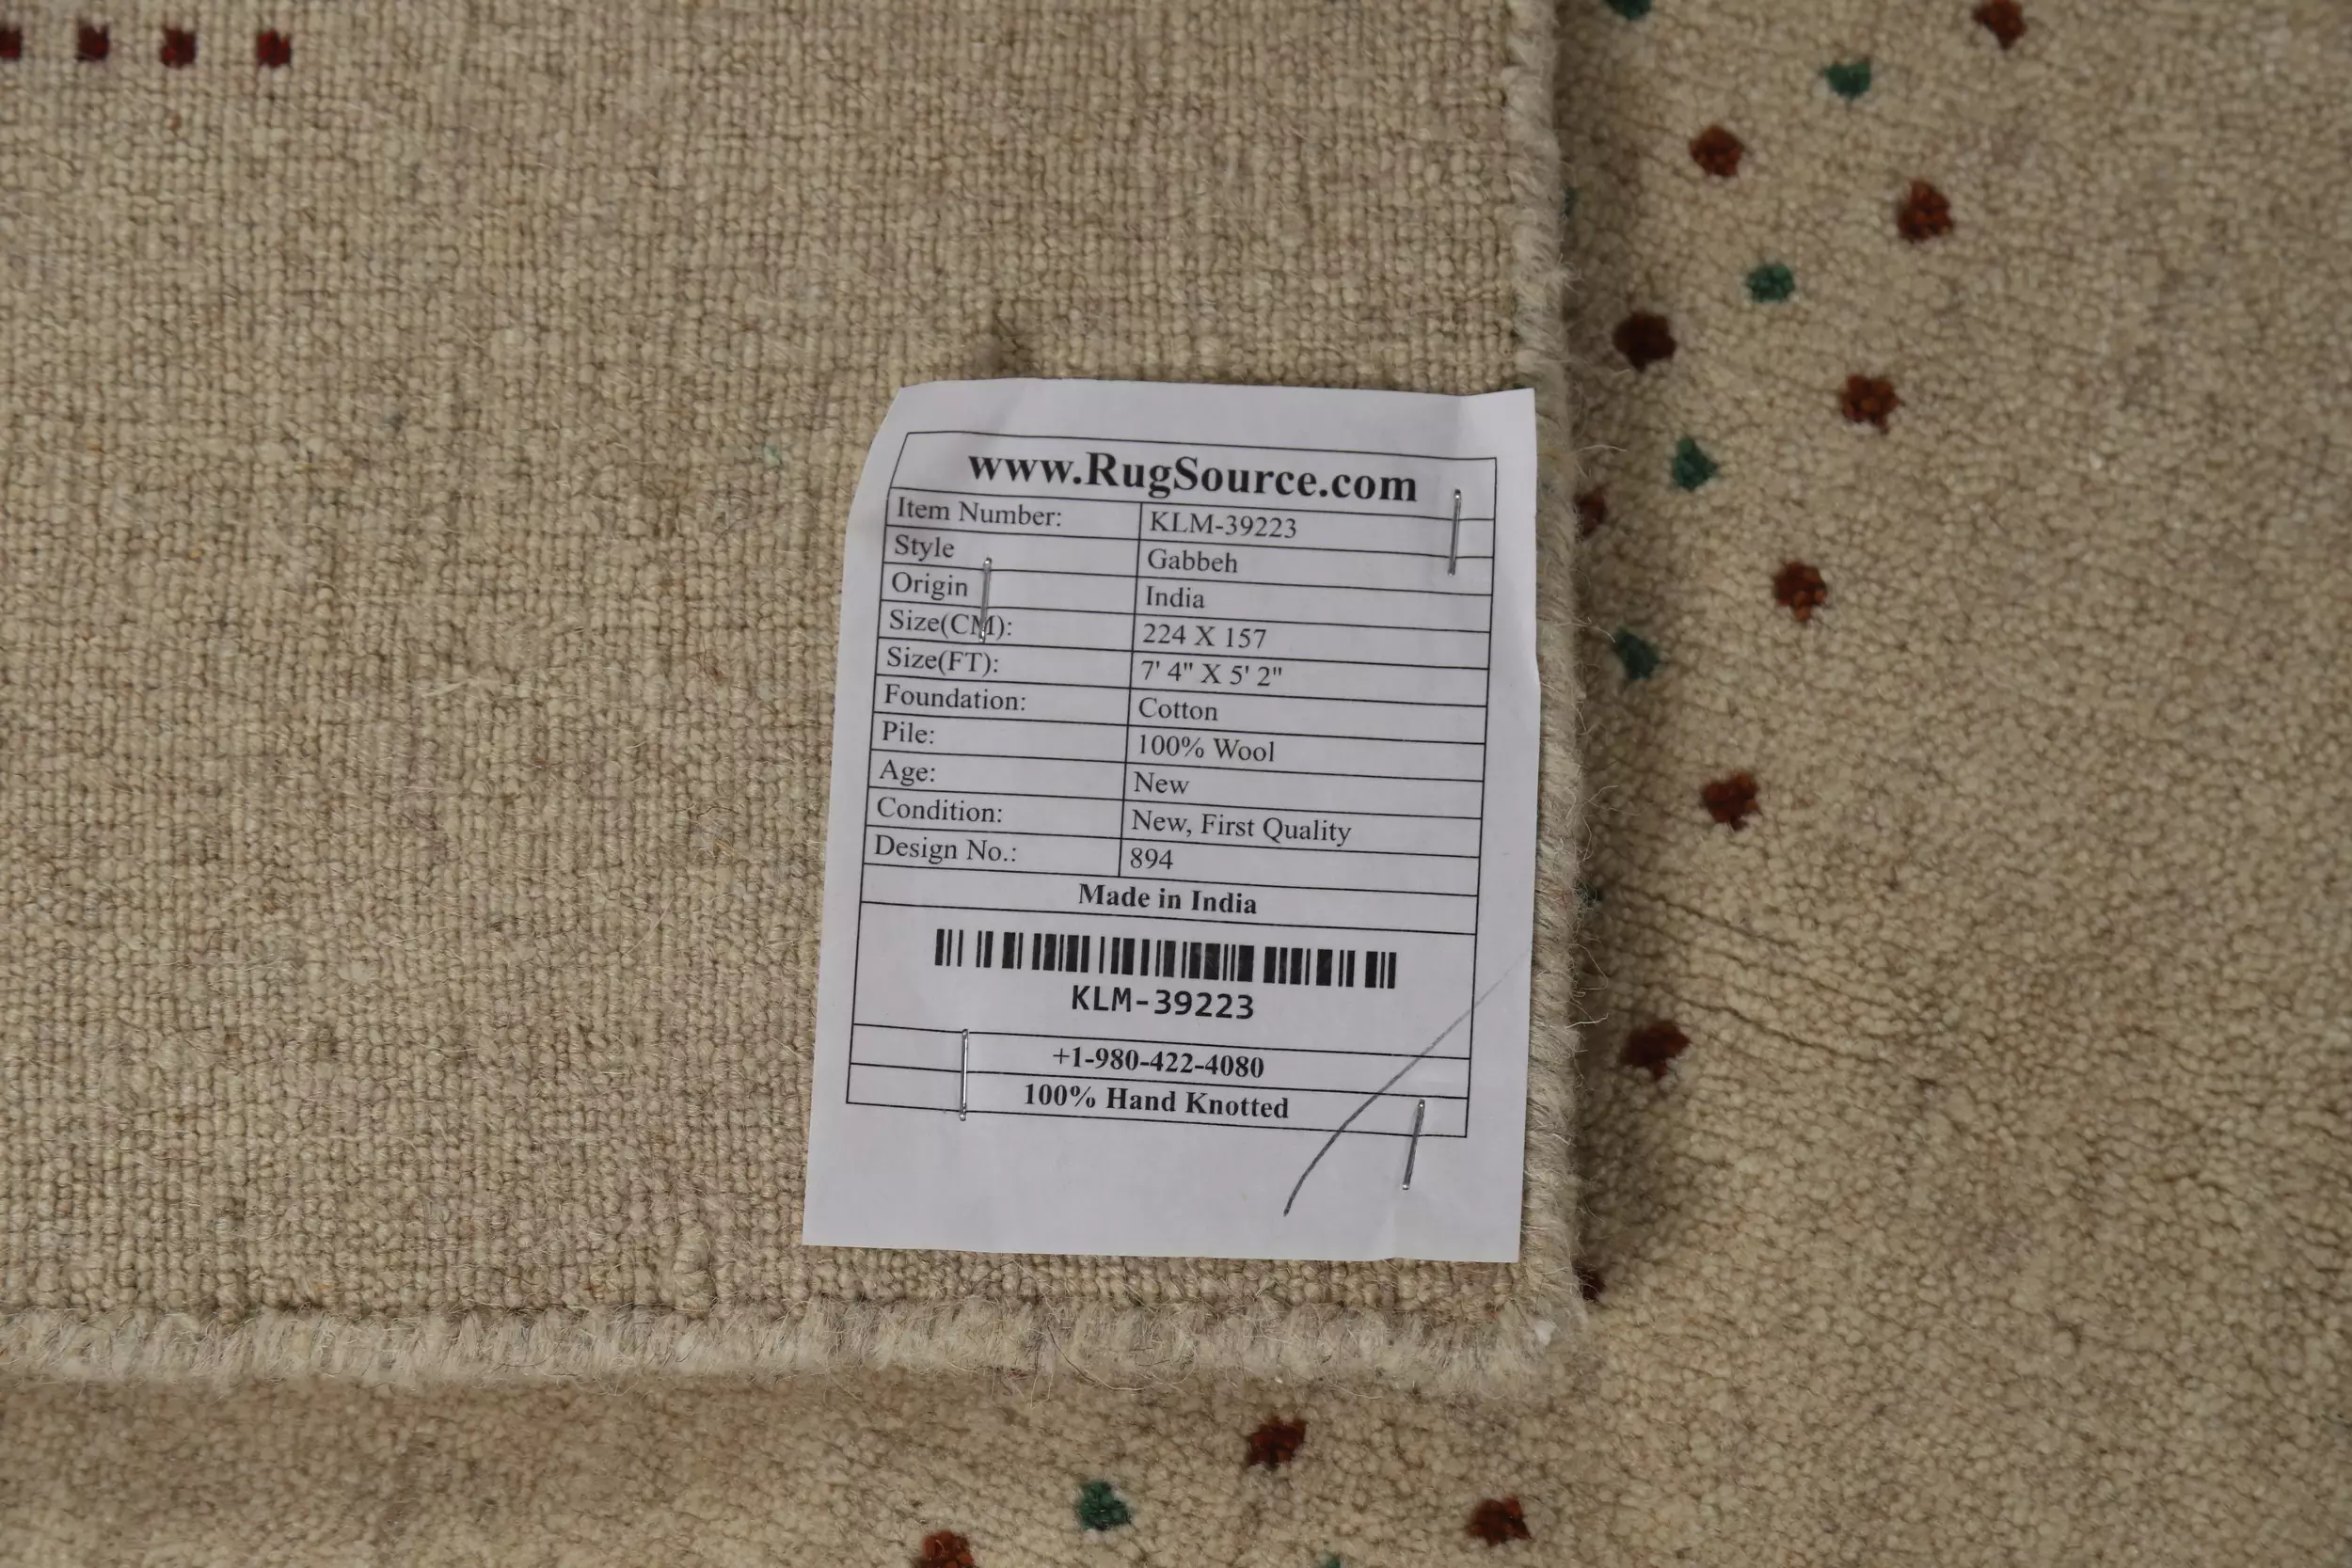 www.RugSource.com
Item Number: KLM-39223
Style Gabbeh
Origin India
Size(CM): 224 X 157
Size(FT): 7' 4" X 5' 2"
Foundation: Cotton
Pile: 100% Wool
Age: New
Condition: New, First Quality
Design No.: 894
Made in India
KLM-39223
+1-980-422-4080
100% Hand Knotted